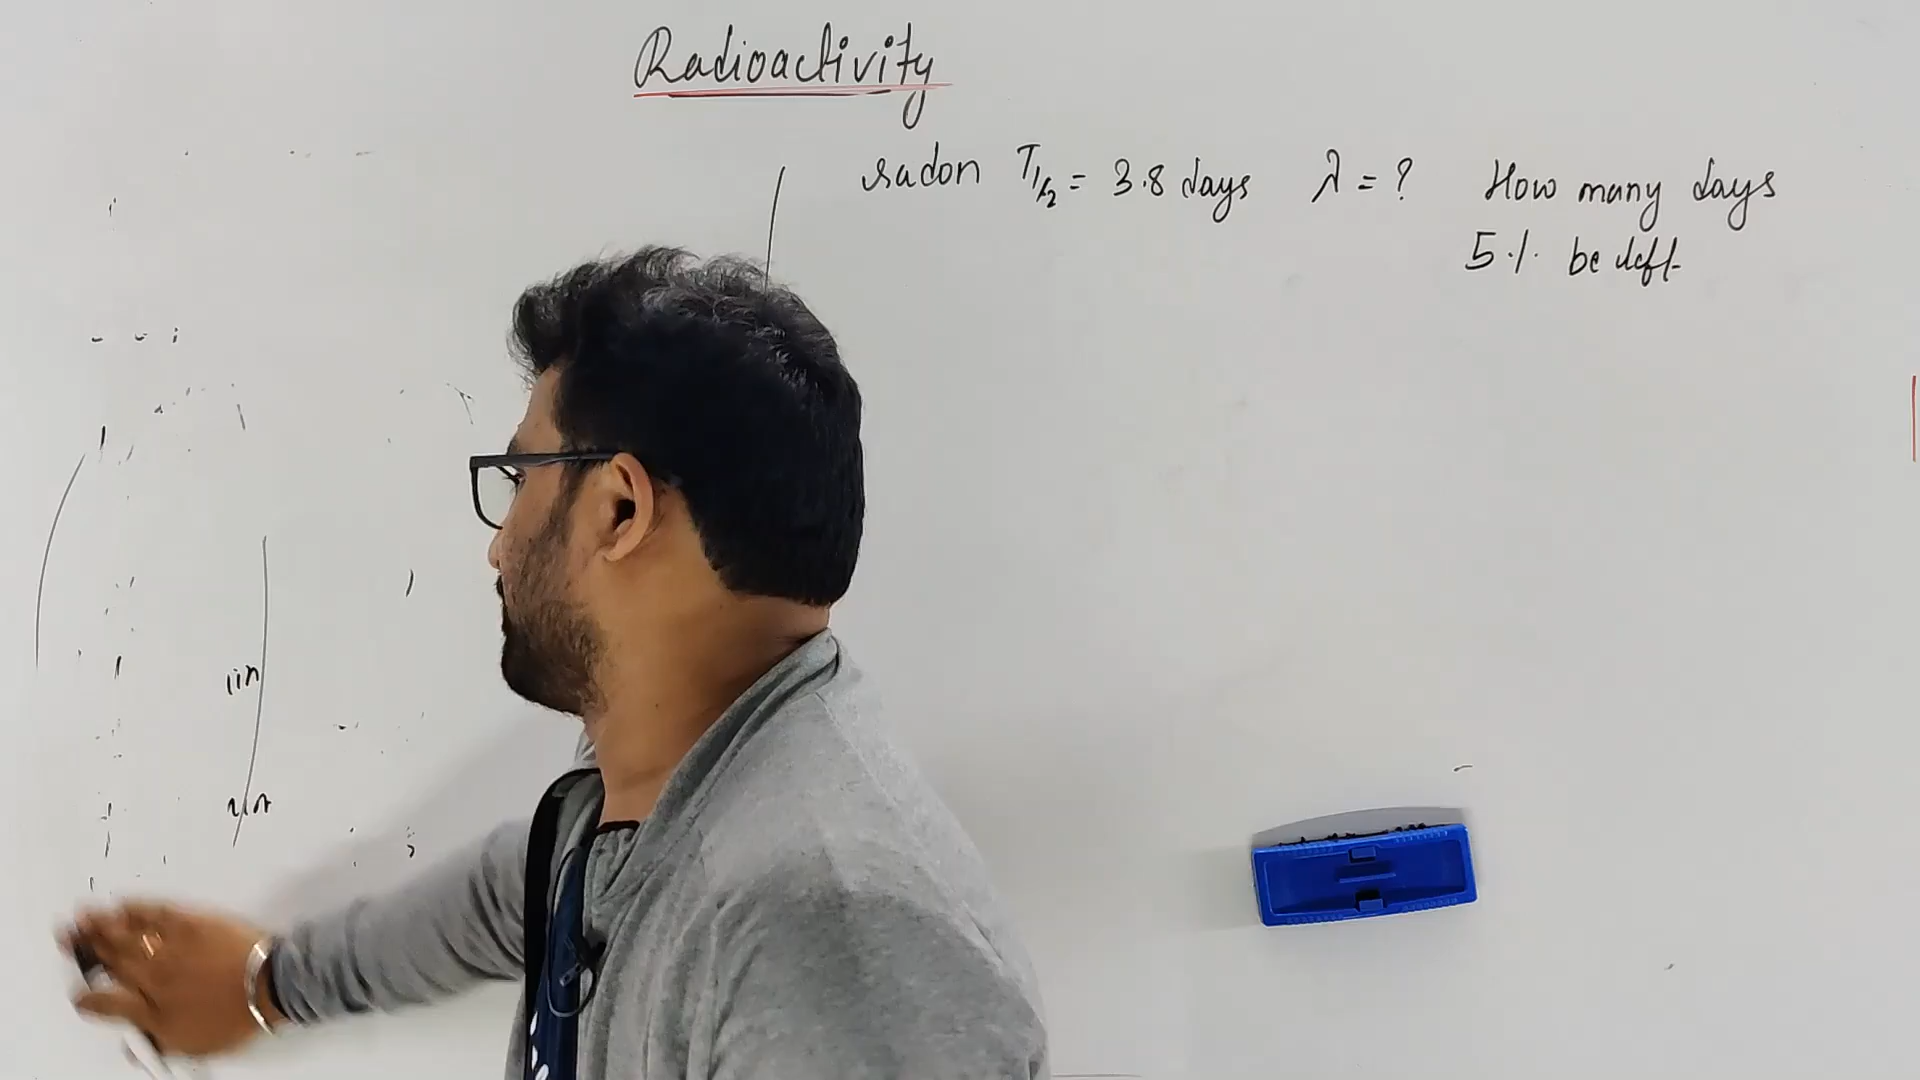 Radioactivity
radon T1/2 = 3.8 days λ = ? How many days
5% be left